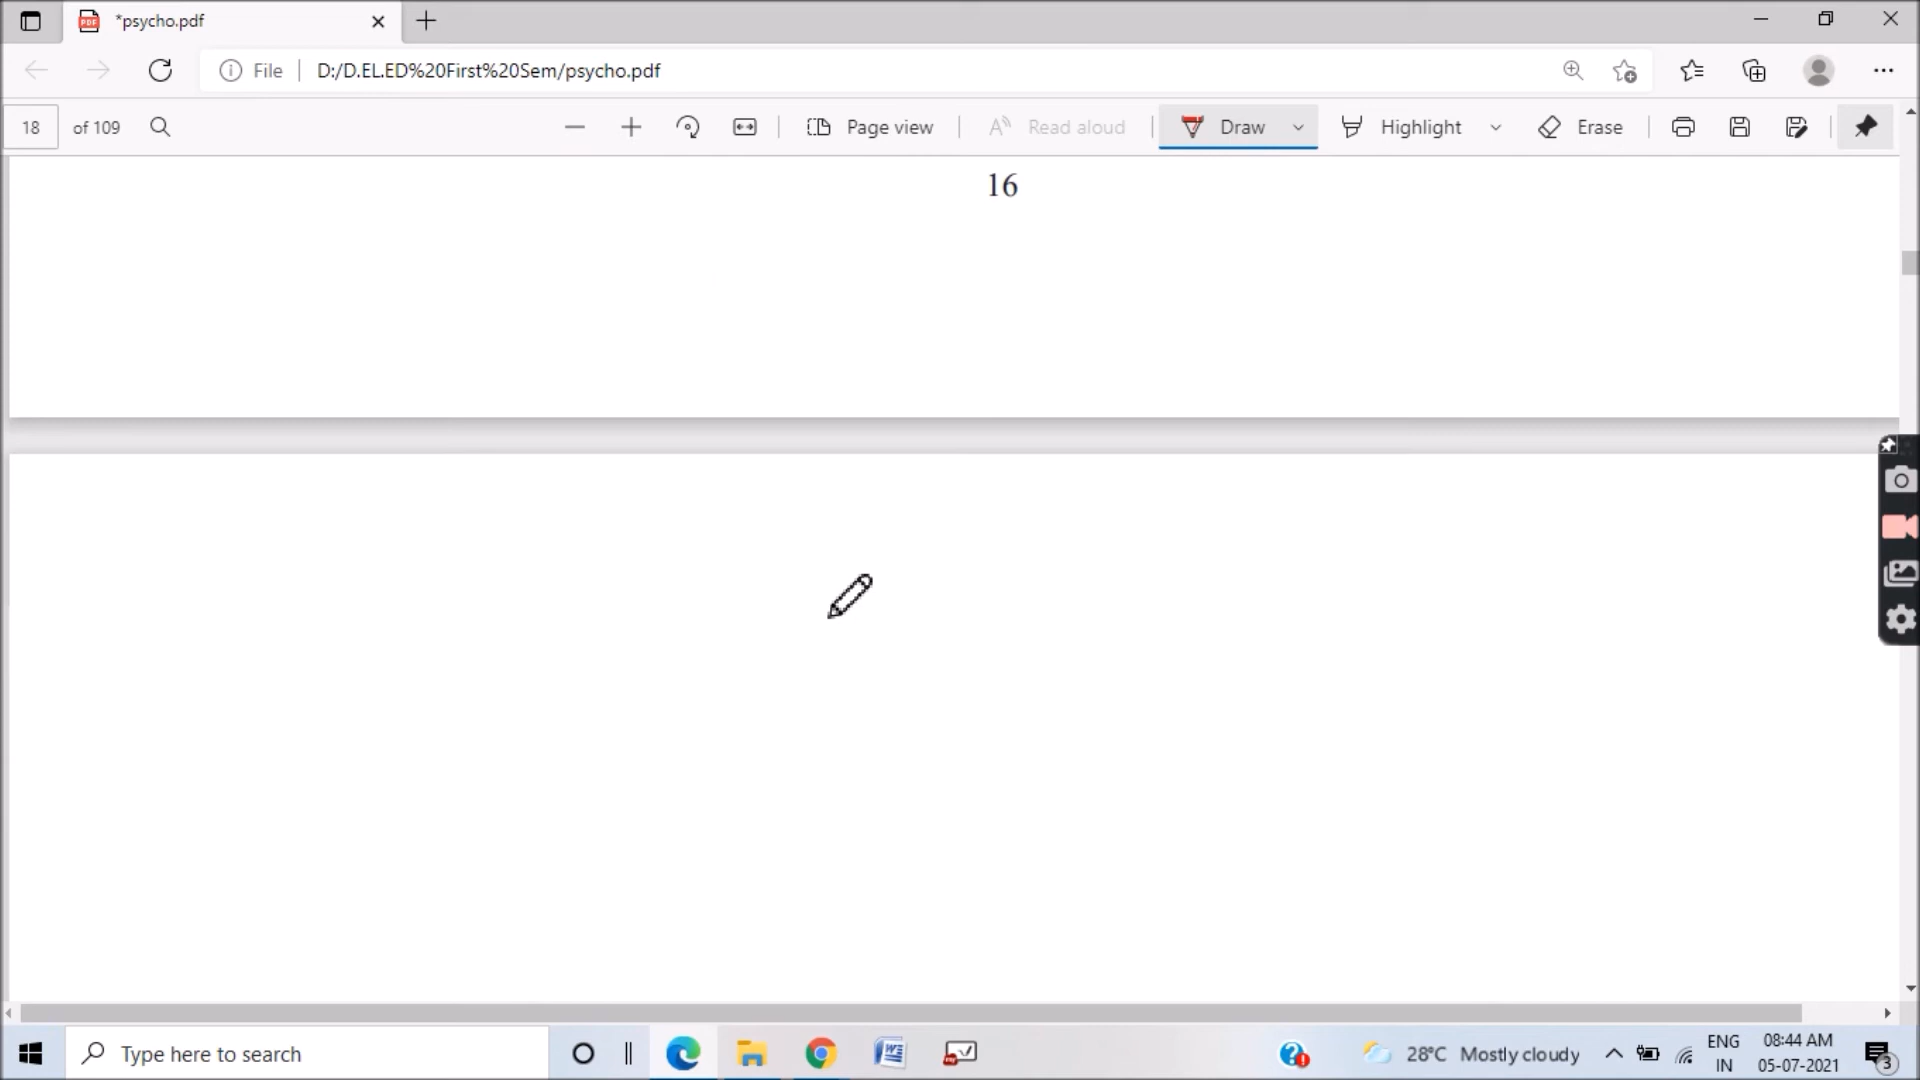 *psycho.pdf
File
D:/D.EL.ED%20First%20Sem/psycho.pdf
18 of 109
Page view
Read aloud
Draw
Highlight
Erase
16
Type here to search
28°C Mostly cloudy
ENG
IN
08:44 AM
05-07-2021
3